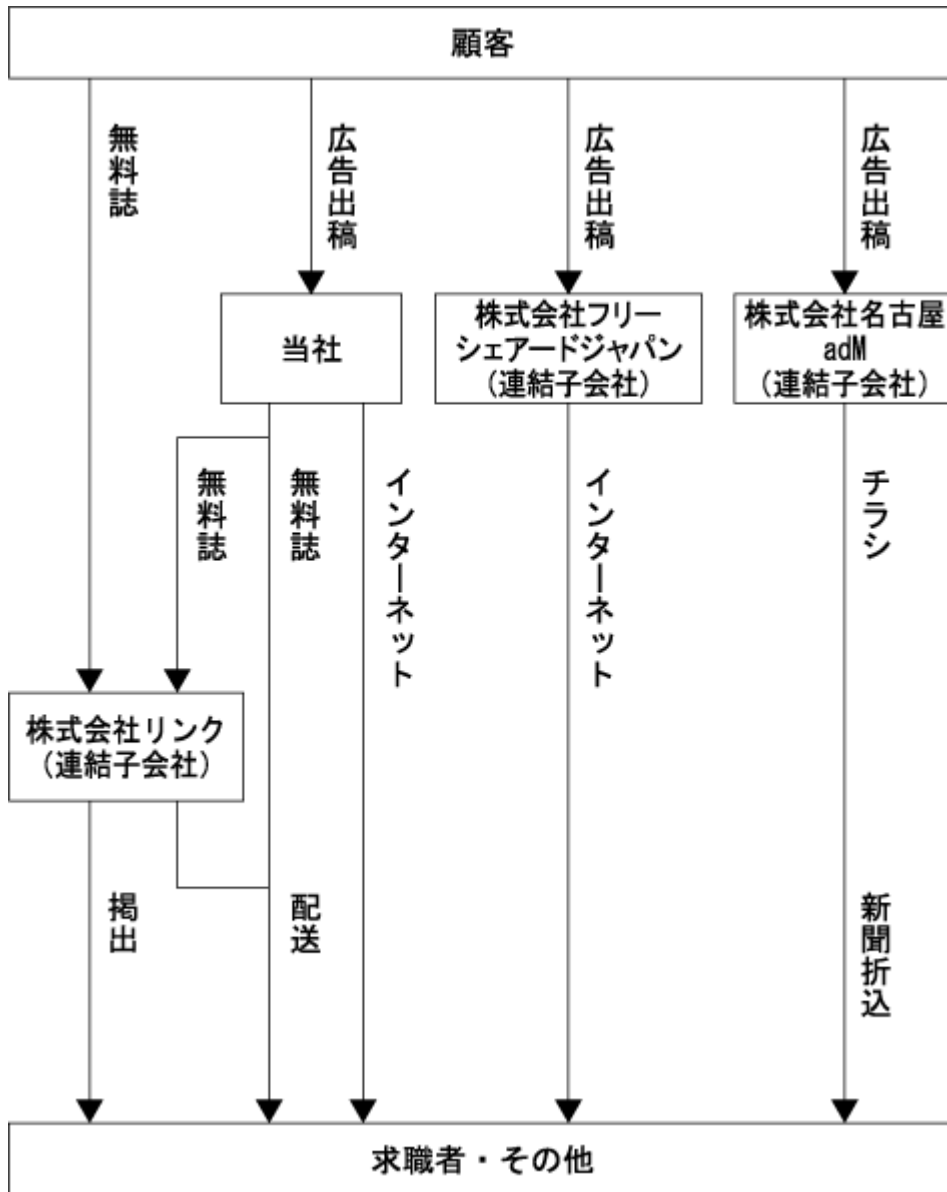 顧客
無料誌
広告出稿
広告出稿
広告出稿
当社
株式会社フリー
シェアードジャパン
（連結子会社）
株式会社名古屋
adM
（連結子会社）
無料誌
無料誌
インターネット
インターネット
チラシ
株式会社リンク
（連結子会社）
掲出
配送
新聞折込
求職者・その他